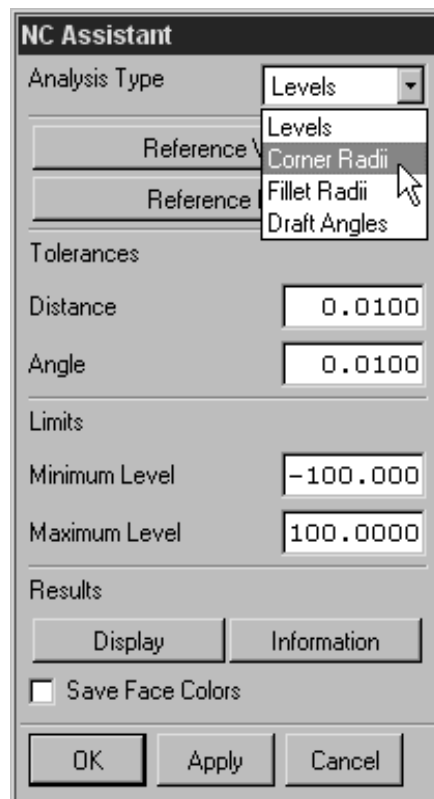 NC Assistant
Analysis Type
Levels
Levels
Corner Radii
Fillet Radii
Draft Angles
Reference
Reference
Tolerances
Distance 0.0100
Angle 0.0100
Limits
Minimum Level -100.000
Maximum Level 100.0000
Results
Display Information
Save Face Colors
OK Apply Cancel